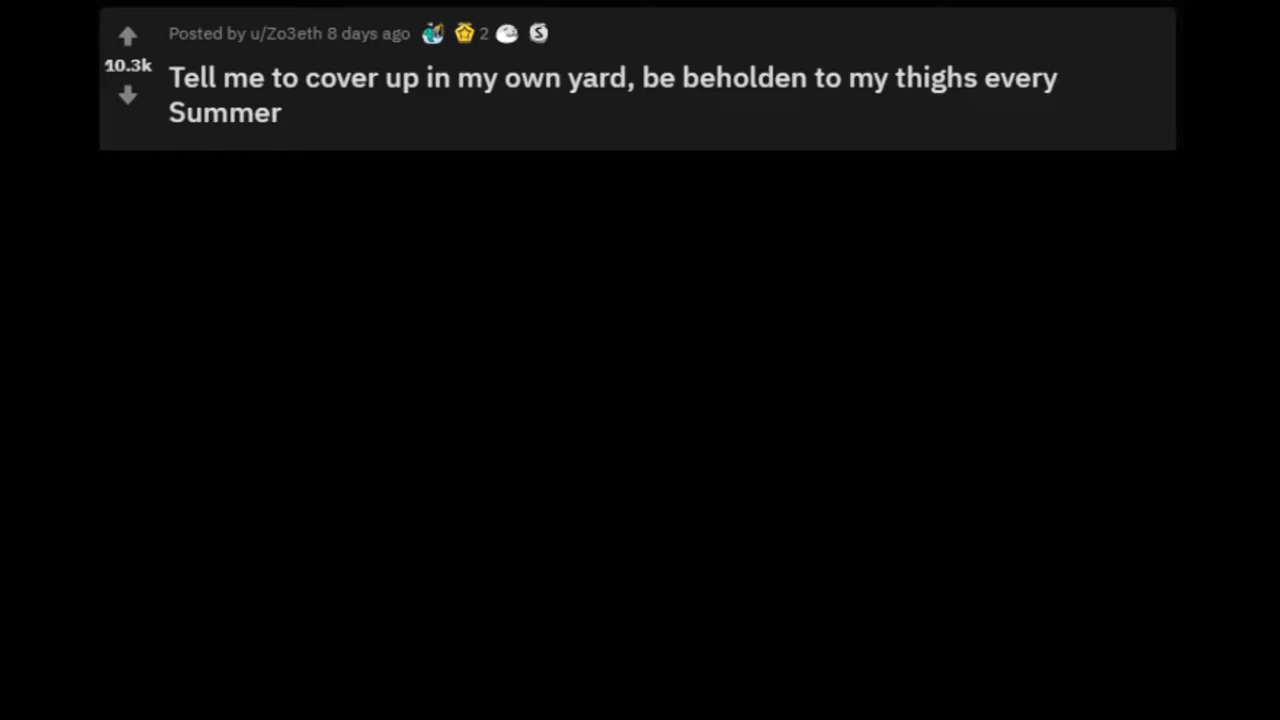 Posted by u/Zo3eth 8 days ago 2
10.3k
Tell me to cover up in my own yard, be beholden to my thighs every
Summer